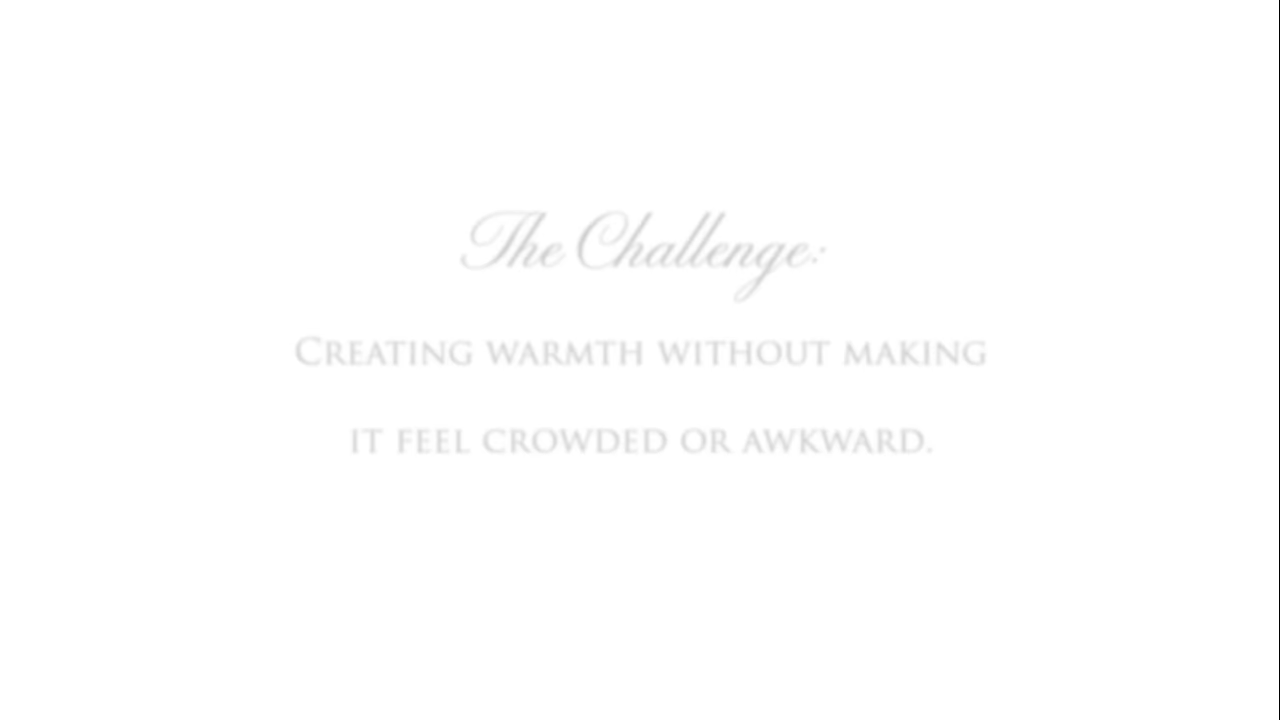 The Challenge:
Creating warmth without making
it feel crowded or awkward.